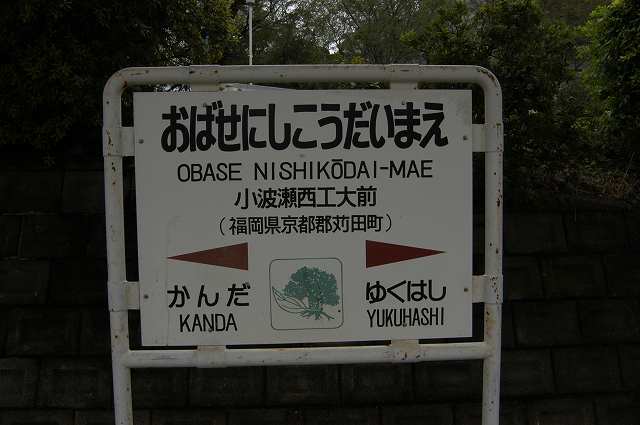 おばせにしこうだいまえ
OBASE NISHIKŌDAI-MAE
小波瀬西工大前
（福岡県京都郡苅田町）
かんだ
KANDA
ゆくはし
YUKUHASHI